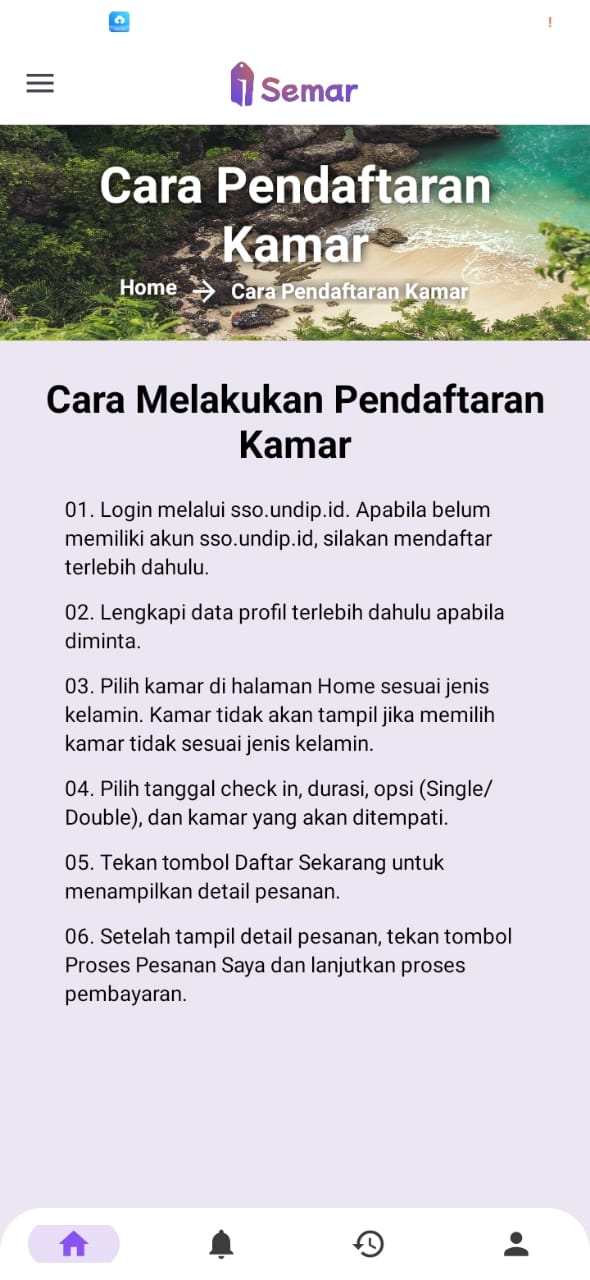 Semar
Cara Pendaftaran
Kamar
Home → Cara Pendaftaran Kamar
Cara Melakukan Pendaftaran
Kamar
01. Login melalui sso.undip.id. Apabila belum
memiliki akun sso.undip.id, silakan mendaftar
terlebih dahulu.
02. Lengkapi data profil terlebih dahulu apabila
diminta.
03. Pilih kamar di halaman Home sesuai jenis
kelamin. Kamar tidak akan tampil jika memilih
kamar tidak sesuai jenis kelamin.
04. Pilih tanggal check in, durasi, opsi (Single/
Double), dan kamar yang akan ditempati.
05. Tekan tombol Daftar Sekarang untuk
menampilkan detail pesanan.
06. Setelah tampil detail pesanan, tekan tombol
Proses Pesanan Saya dan lanjutkan proses
pembayaran.